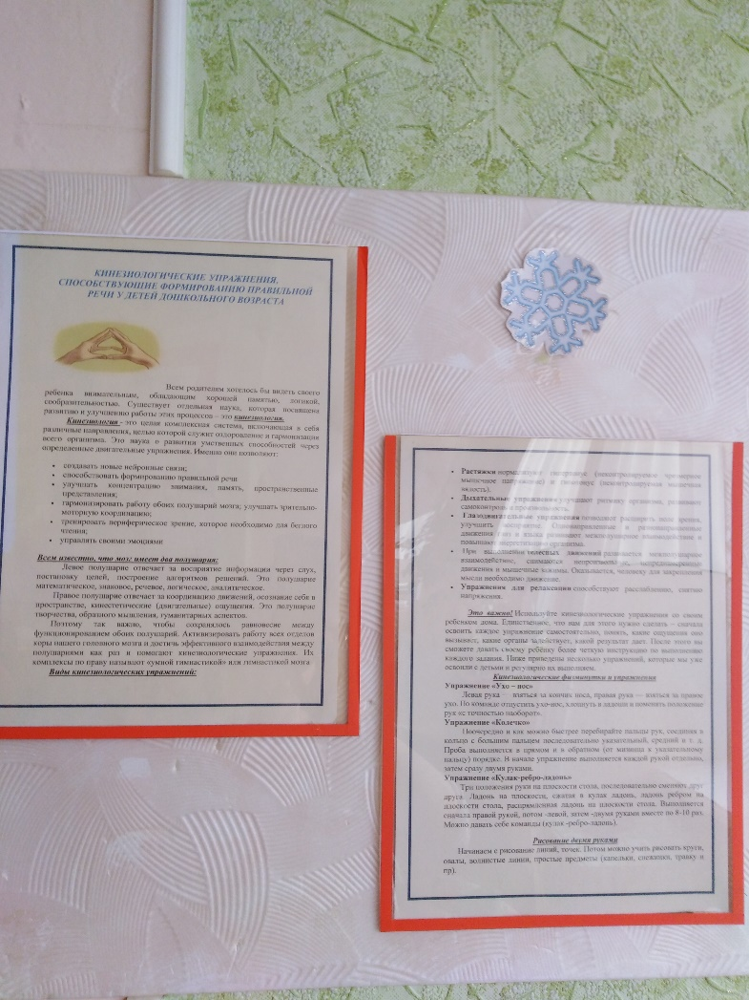 КИНЕЗИОЛОГИЧЕСКИЕ УПРАЖНЕНИЯ,
СПОСОБСТВУЮЩИЕ ФОРМИРОВАНИЮ ПРАВИЛЬНОЙ
РЕЧИ У ДЕТЕЙ ДОШКОЛЬНОГО ВОЗРАСТА
Всем родителям хотелось бы видеть своего
ребенка внимательным, обладающим хорошей памятью, логикой,
сообразительностью. Существует отдельная наука, которая посвящена
развитию и улучшению работы этих процессов – это кинезиология.
Кинезиология - это целая комплексная система, включающая в себя
различные направления, целью которой служит оздоровление и гармонизация
всего организма. Это наука о развитии умственных способностей через
определенные двигательные упражнения. Именно они позволяют:
• создавать новые нейронные связи;
• способствовать формированию правильной речи
• улучшать концентрацию внимания, память, пространственные
представления;
• гармонизировать работу обоих полушарий мозга; улучшать зрительно-
моторную координацию;
• тренировать периферическое зрение, которое необходимо для беглого
чтения;
• управлять своими эмоциями
Всем известно, что мозг имеет два полушария:
Левое полушарие отвечает за восприятие информации через слух,
постановку целей, построение алгоритмов решений. Это полушарие
математическое, знаковое, речевое, логическое, аналитическое.
Правое полушарие отвечает за координацию движений, осознание себя в
пространстве, кинестетические (двигательные) ощущения. Это полушарие
творчества, образного мышления, гуманитарных аспектов.
Поэтому так важно, чтобы сохранялось равновесие между
функционированием обоих полушарий. Активизировать работу всех отделов
коры нашего головного мозга и достичь эффективного взаимодействия между
полушариями как раз и помогают кинезиологические упражнения. Их
комплексы по праву называют «умной гимнастикой» или гимнастикой мозга
Виды кинезиологических упражнений:
• Растяжки нормализуют гипертонус (неконтролируемое чрезмерное
мышечное напряжение) и гипотонус (неконтролируемая мышечная
вялость).
• Дыхательные упражнения улучшают ритмику организма, развивают
самоконтроль и произвольность.
• Глазодвигательные упражнения позволяют расширить поле зрения,
улучшить восприятие. Однонаправленные и разнонаправленные
движения глаз и языка развивают межполушарное взаимодействие и
повышают энергетизацию организма.
• При выполнении телесных движений развивается межполушарное
взаимодействие, снимаются непроизвольные, непреднамеренные
движения и мышечные зажимы. Оказывается, человеку для закрепления
мысли необходимо движение.
• Упражнения для релаксации способствуют расслаблению, снятию
напряжения.
Это важно! Используйте кинезиологические упражнения со своим
ребенком дома. Единственное, что нам для этого нужно сделать – сначала
освоить каждое упражнение самостоятельно, понять, какие ощущения оно
вызывает, какие органы задействует, какой результат дает. После этого вы
сможете давать своему ребёнку более четкую инструкцию по выполнению
каждого задания. Ниже приведены несколько упражнений, которые мы уже
освоили с детьми и регулярно их выполняем.
Кинезиологические физминутки и упражнения
Упражнение «Ухо – нос»
Левая рука — взяться за кончик носа, правая рука — взяться за правое
ухо. По команде отпустить ухо-нос, хлопнуть в ладоши и поменять положение
рук «с точностью наоборот».
Упражнение «Колечко»
Поочередно и как можно быстрее перебирайте пальцы рук, соединяя в
кольцо с большим пальцем последовательно указательный, средний и т. д.
Проба выполняется в прямом и в обратном (от мизинца к указательному
пальцу) порядке. В начале упражнение выполняется каждой рукой отдельно,
затем сразу двумя руками.
Упражнение «Кулак-ребро-ладонь»
Три положения руки на плоскости стола, последовательно сменяют друг
друга. Ладонь на плоскости, сжатая в кулак ладонь, ладонь ребром на
плоскости стола, распрямленная ладонь на плоскости стола. Выполняется
сначала правой рукой, потом -левой, затем -двумя руками вместе по 8-10 раз.
Можно давать себе команды (кулак -ребро-ладонь).
Рисование двумя руками
Начинаем с рисование линий, точек. Потом можно учить рисовать круги,
овалы, волнистые линии, простые предметы (капельки, снежинки, травку и
пр).